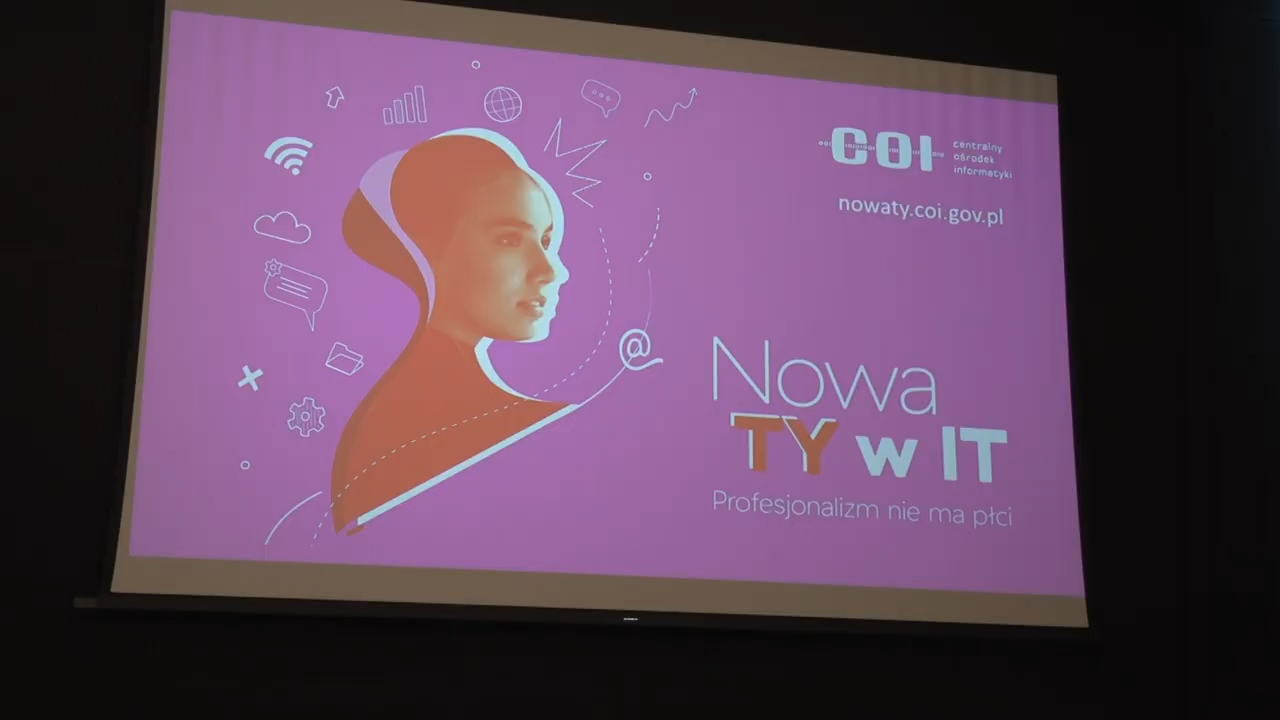 COI
centralny
ośrodek
informatyki
nowaty.coi.gov.pl
@
Nowa
TY w IT
Profesjonalizm nie ma płci